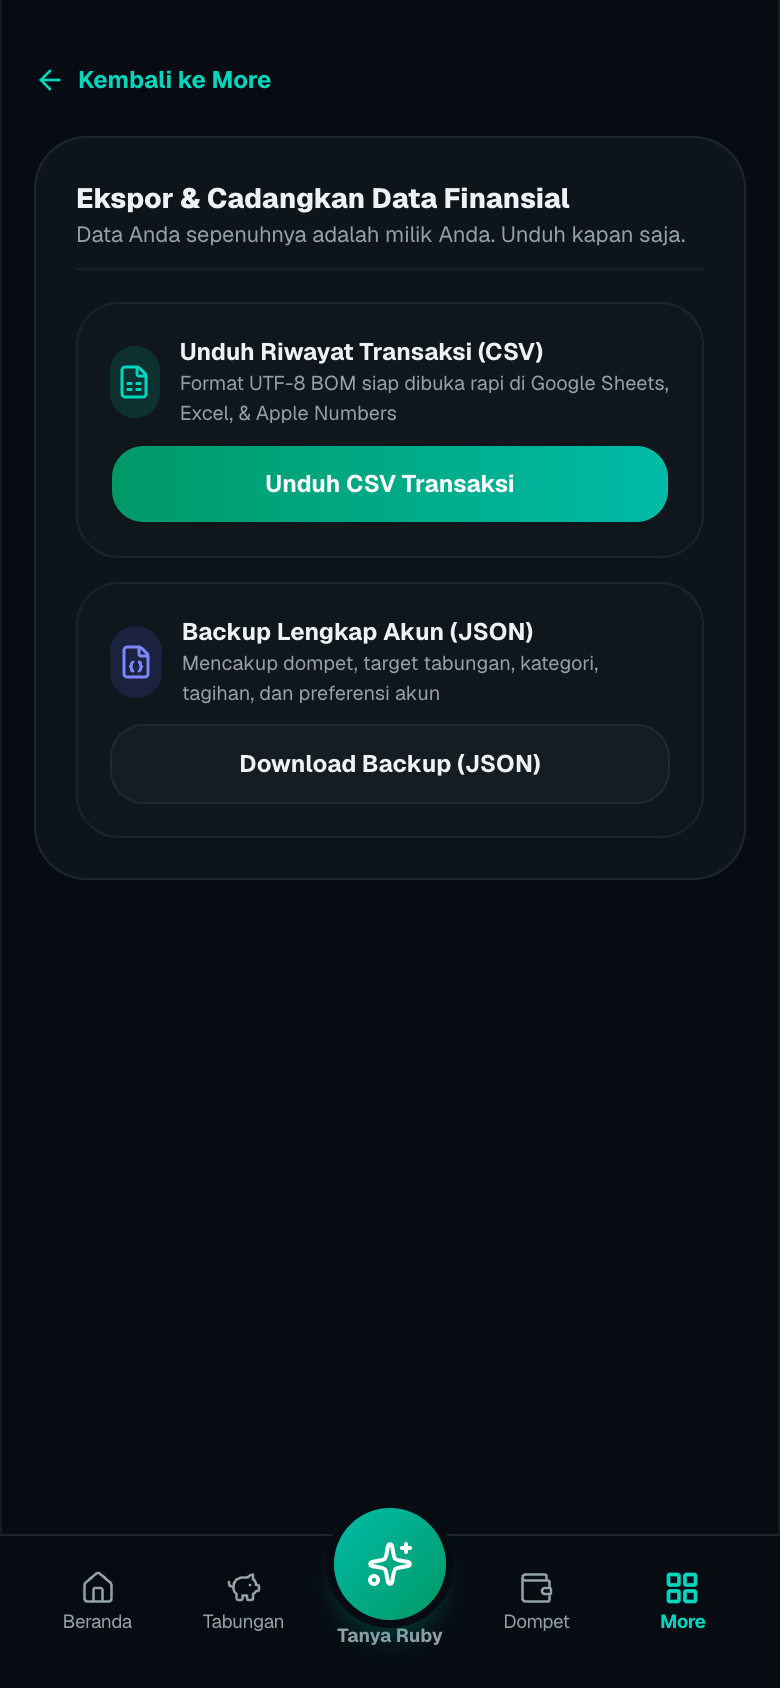 Kembali ke More
Ekspor & Cadangkan Data Finansial
Data Anda sepenuhnya adalah milik Anda. Unduh kapan saja.
Unduh Riwayat Transaksi (CSV)
Format UTF-8 BOM siap dibuka rapi di Google Sheets,
Excel, & Apple Numbers
Unduh CSV Transaksi
Backup Lengkap Akun (JSON)
Mencakup dompet, target tabungan, kategori,
tagihan, dan preferensi akun
Download Backup (JSON)
Beranda
Tabungan
Tanya Ruby
Dompet
More